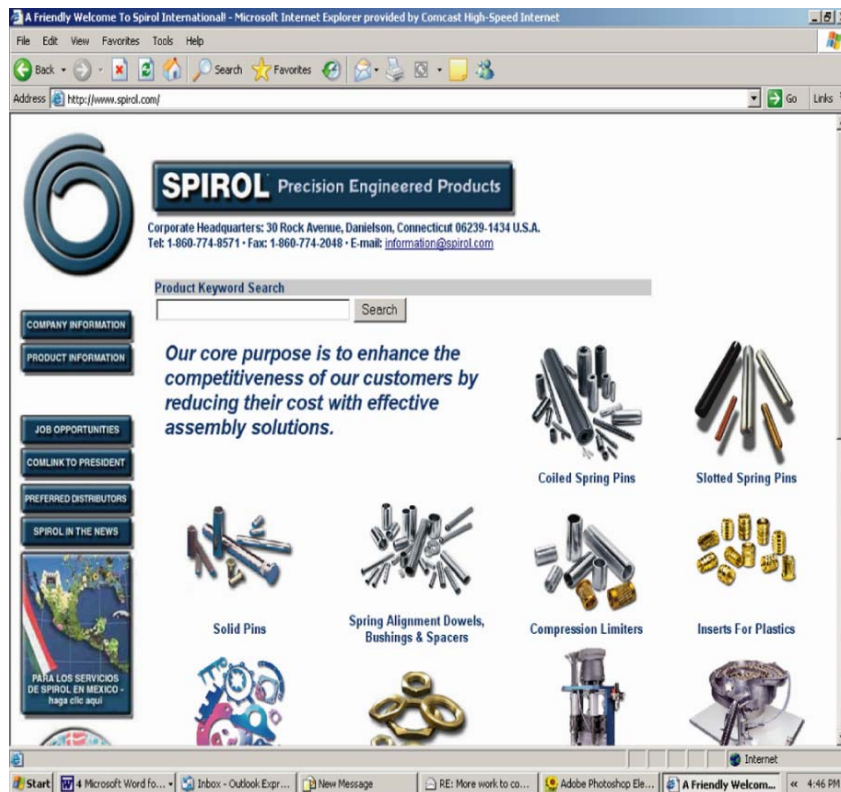 A Friendly Welcome To Spirol International! - Microsoft Internet Explorer provided by Comcast High-Speed Internet
File Edit View Favorites Tools Help
Back Search Favorites
Address http://www.spirol.com/ Go Links
SPIROL Precision Engineered Products
Corporate Headquarters: 30 Rock Avenue, Danielson, Connecticut 06239-1434 U.S.A.
Tel: 1-860-774-8571 • Fax: 1-860-774-2048 • E-mail: information@spirol.com
Product Keyword Search
Search
COMPANY INFORMATION
PRODUCT INFORMATION
JOB OPPORTUNITIES
COMLINK TO PRESIDENT
PREFERRED DISTRIBUTORS
SPIROL IN THE NEWS
PARA LOS SERVICIOS
DE SPIROL EN MEXICO -
haga clic aqui
Our core purpose is to enhance the
competitiveness of our customers by
reducing their cost with effective
assembly solutions.
Coiled Spring Pins
Slotted Spring Pins
Solid Pins
Spring Alignment Dowels,
Bushings & Spacers
Compression Limiters
Inserts For Plastics
Internet
Start 4 Microsoft Word fo... Inbox - Outlook Expr... New Message RE: More work to co... Adobe Photoshop Ele... A Friendly Welcom... « 4:46 PM